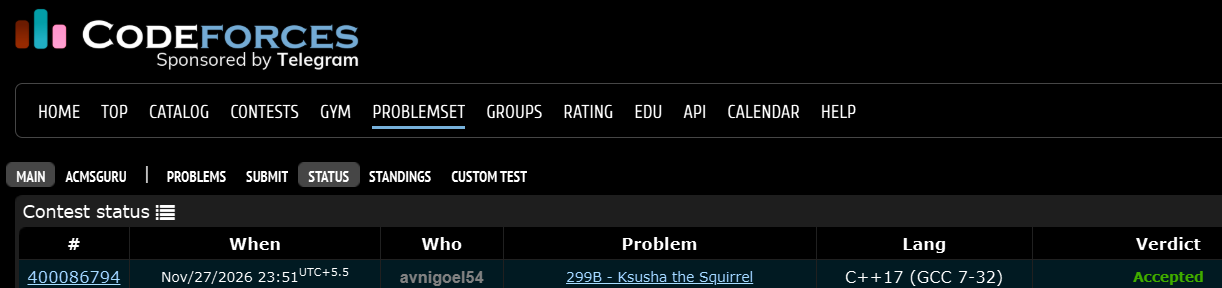 CODEFORCES
Sponsored by Telegram
HOME TOP CATALOG CONTESTS GYM PROBLEMSET GROUPS RATING EDU API CALENDAR HELP
MAIN ACMSGURU | PROBLEMS SUBMIT STATUS STANDINGS CUSTOM TEST
Contest status
# When Who Problem Lang Verdict
400086794 Nov/27/2026 23:51UTC+5.5 avnigoel54 299B - Ksusha the Squirrel C++17 (GCC 7-32) Accepted